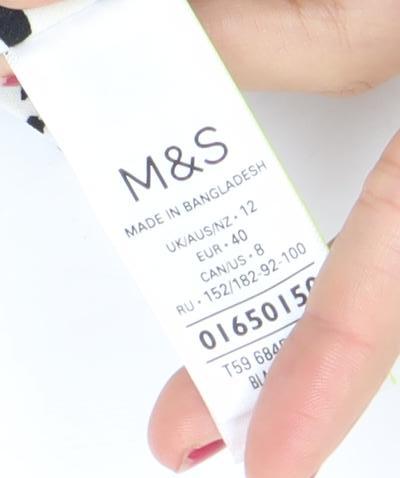 M&S
MADE IN BANGLADESH
UK/AUS/NZ • 12
EUR • 40
CAN/US • 8
RU • 152/182-92-100
0165015
T59